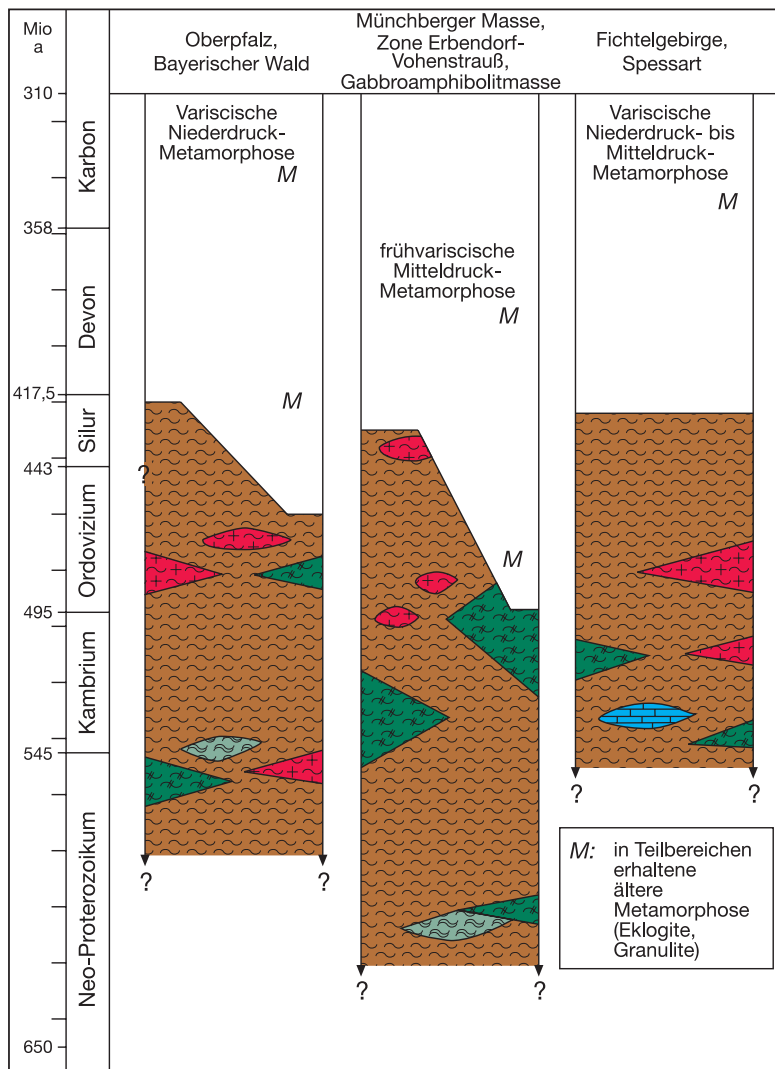 Mio
a
Oberpfalz,
Bayerischer Wald
Münchberger Masse,
Zone Erbendorf-
Vohenstrauß,
Gabbroamphibolitmasse
Fichtelgebirge,
Spessart
310
358
417,5
443
495
545
650
Karbon
Devon
Silur
Ordovizium
Kambrium
Neo-Proterozoikum
Variscische
Niederdruck-
Metamorphose
M
M
?
?
?
frühvariscische
Mitteldruck-
Metamorphose
M
M
?
?
Variscische
Niederdruck- bis
Mitteldruck-
Metamorphose
M
?
?
M: in Teilbereichen
erhaltene
ältere
Metamorphose
(Eklogite,
Granulite)